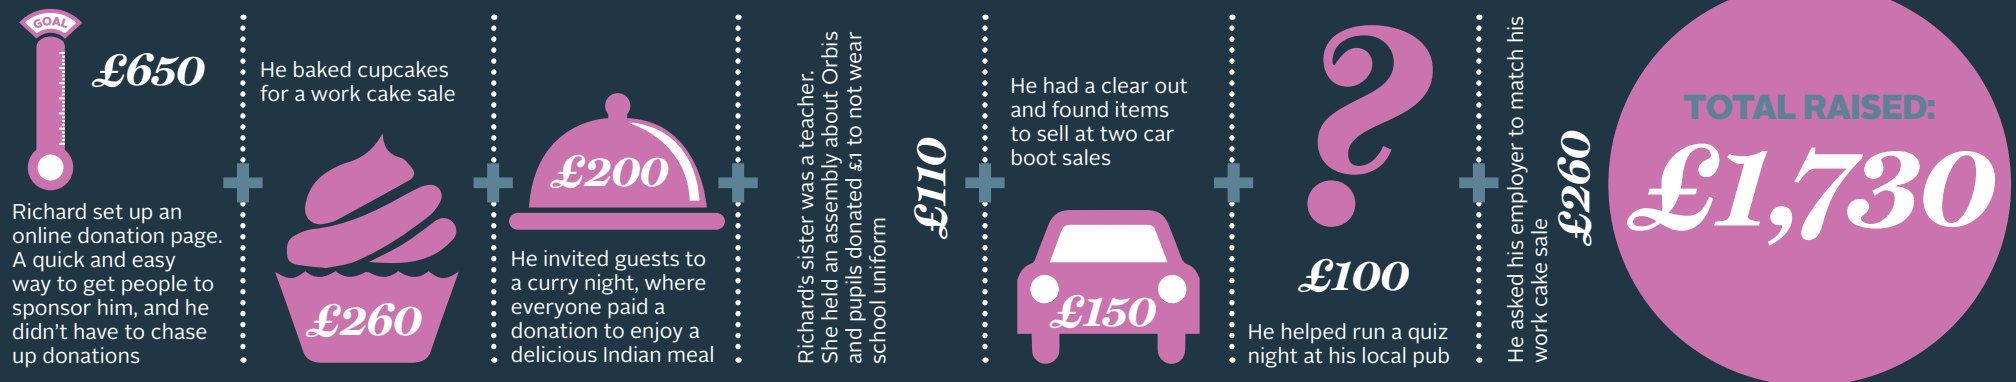 GOAL
£650
Richard set up an
online donation page.
A quick and easy
way to get people to
sponsor him, and he
didn't have to chase
up donations
He baked cupcakes
for a work cake sale
£260
£200
He invited guests to
a curry night, where
everyone paid a
donation to enjoy a
delicious Indian meal
Richard's sister was a teacher.
She held an assembly about Orbis
and pupils donated £1 to not wear
school uniform
£110
He had a clear out
and found items
to sell at two car
boot sales
£150
£100
He helped run a quiz
night at his local pub
He asked his employer to match his
work cake sale
£260
TOTAL RAISED:
£1,730